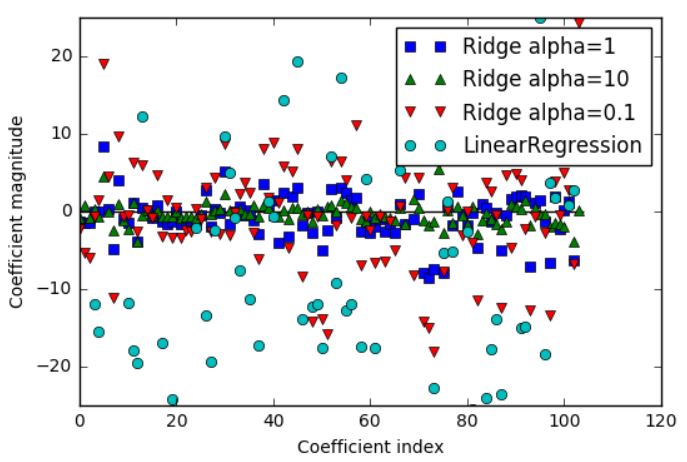 20
10
0
−10
−20
Coefficient magnitude
Ridge alpha=1
Ridge alpha=10
Ridge alpha=0.1
LinearRegression
0 20 40 60 80 100 120
Coefficient index